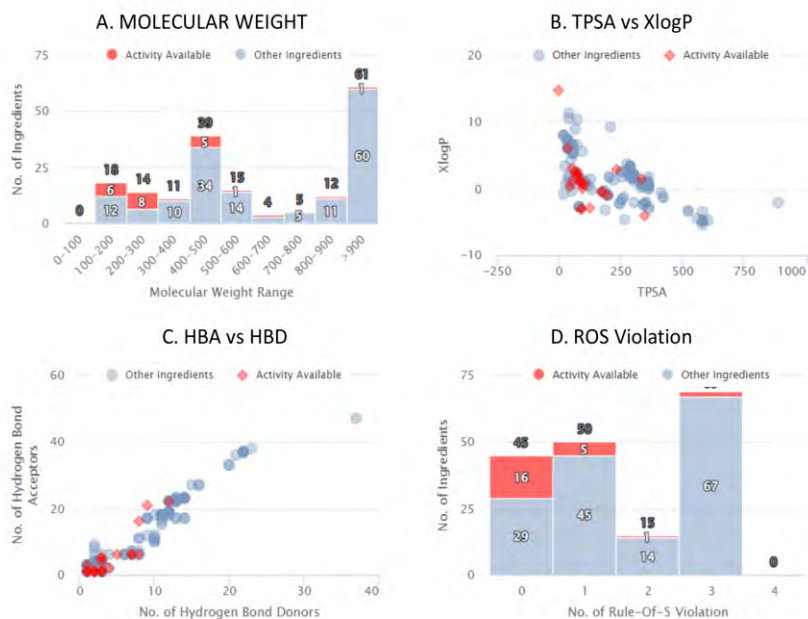 A. MOLECULAR WEIGHT
Activity Available Other Ingredients
No. of Ingredients
75
50
25
0
0
18
6
12
14
8
11
10
39
5
34
15
1
14
4
5
5
12
11
61
1
60
0-100
100-200
200-300
300-400
400-500
500-600
600-700
700-800
800-900
>900
Molecular Weight Range
B. TPSA vs XlogP
Other Ingredients Activity Available
XlogP
20
10
0
-10
-250 0 250 500 750 1000
TPSA
C. HBA vs HBD
Other Ingredients Activity Available
No. of Hydrogen Bond
Acceptors
60
40
20
0
0 10 20 30 40
No. of Hydrogen Bond Donors
D. ROS Violation
Activity Available Other Ingredients
No. of Ingredients
75
50
25
0
45
16
29
50
5
45
15
1
14
67
0
0 1 2 3 4
No. of Rule-Of-5 Violation